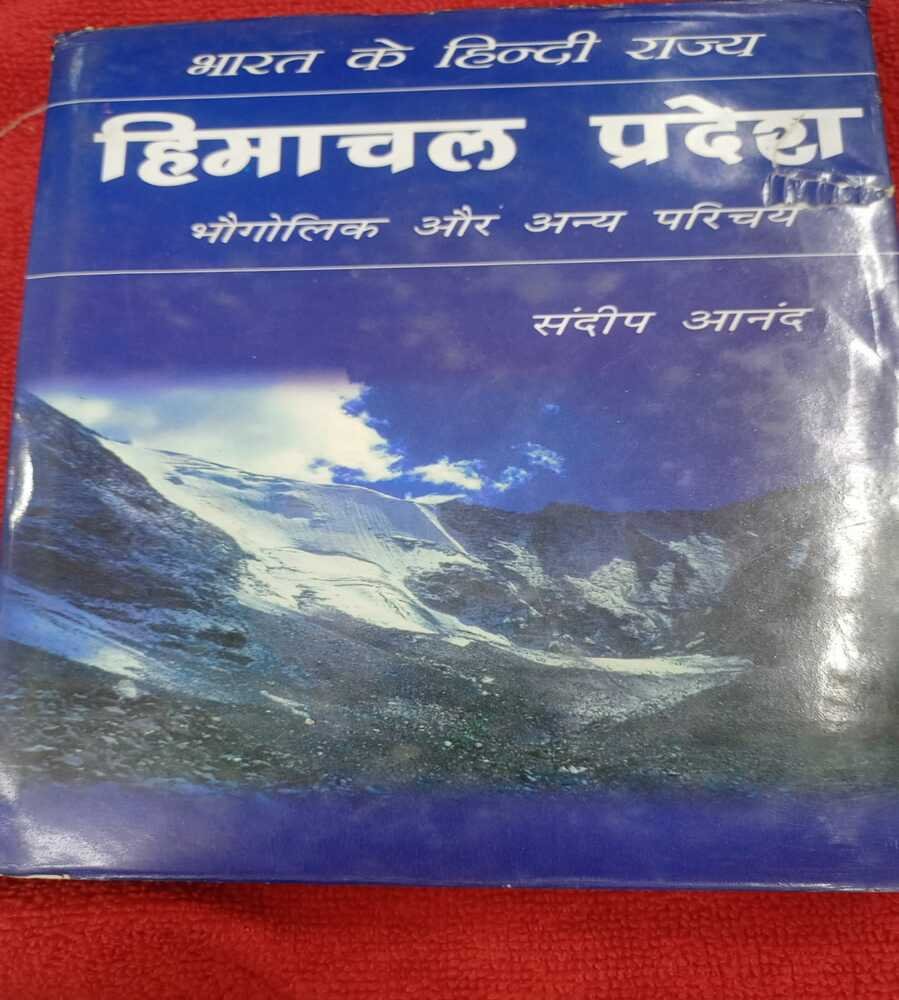 भारत के हिन्दी राज्य
हिमाचल प्रदेश
भौगोलिक और अन्य परिचय
संदीप आनंद